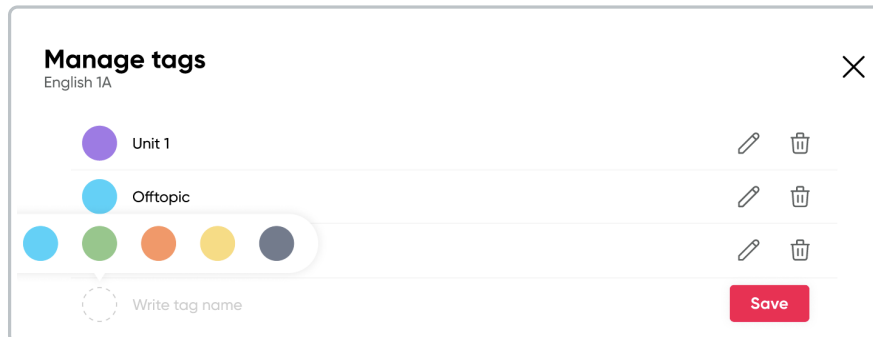 Manage tags
English 1A
Unit 1
Offtopic
Write tag name
Save